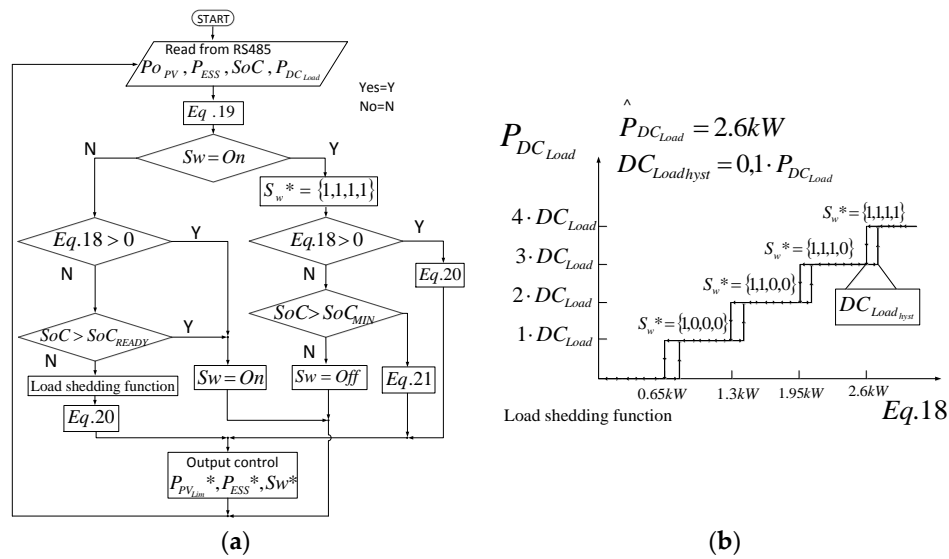 START
Read from RS485
Po_PV , P_ESS , SoC , P_DC_Load
Yes=Y
No=N
Eq .19
N
Sw = On
Y
S_w* = {1,1,1,1}
Eq.18 > 0
Y
N
Eq.18 > 0
Y
N
Eq.20
SoC > SoC_READY
Y
N
SoC > SoC_MIN
Y
N
Load shedding function
Sw = On
Sw = Off
Eq.21
Eq.20
Output control
P_PV_Lim*, P_ESS*, Sw*
(a)
P_DC_Load
P̂_DC_Load = 2.6kW
DC_Loadhyst = 0,1 · P_DC_Load
4 · DC_Load
S_w* = {1,1,1,1}
3 · DC_Load
S_w* = {1,1,1,0}
2 · DC_Load
S_w* = {1,1,0,0}
DC_Load_hyst
1 · DC_Load
S_w* = {1,0,0,0}
0.65kW
1.3kW
1.95kW
2.6kW
Load shedding function
Eq.18
(b)